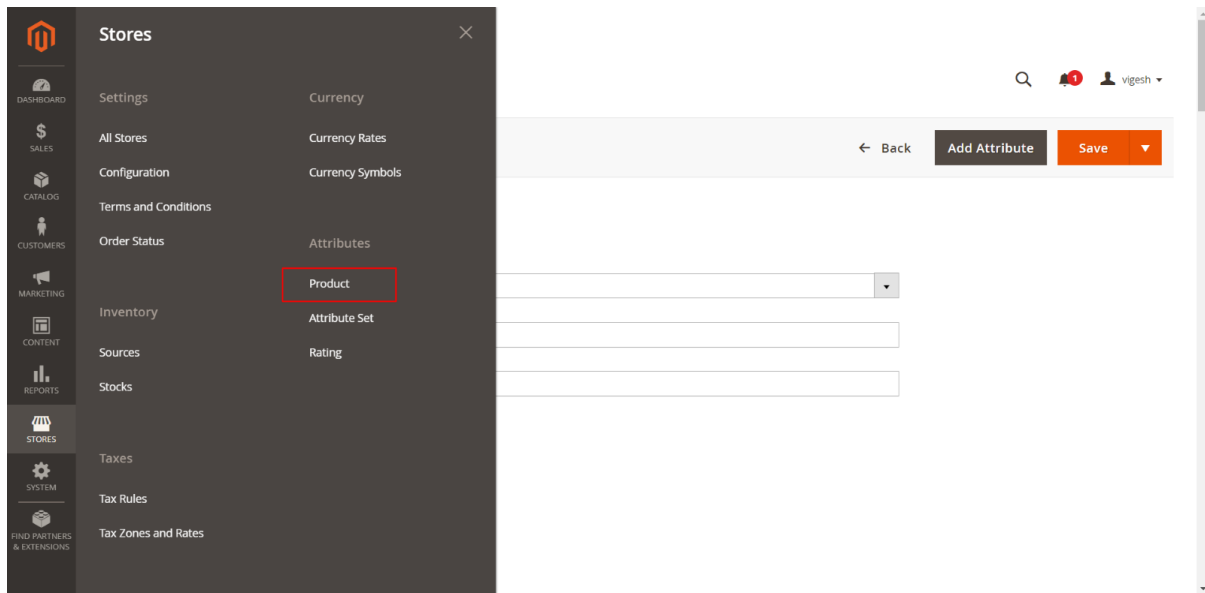 DASHBOARD
SALES
CATALOG
CUSTOMERS
MARKETING
CONTENT
REPORTS
STORES
SYSTEM
FIND PARTNERS
& EXTENSIONS
Stores
Settings
All Stores
Configuration
Terms and Conditions
Order Status
Inventory
Sources
Stocks
Taxes
Tax Rules
Tax Zones and Rates
Currency
Currency Rates
Currency Symbols
Attributes
Product
Attribute Set
Rating
1
vigesh
Back
Add Attribute
Save